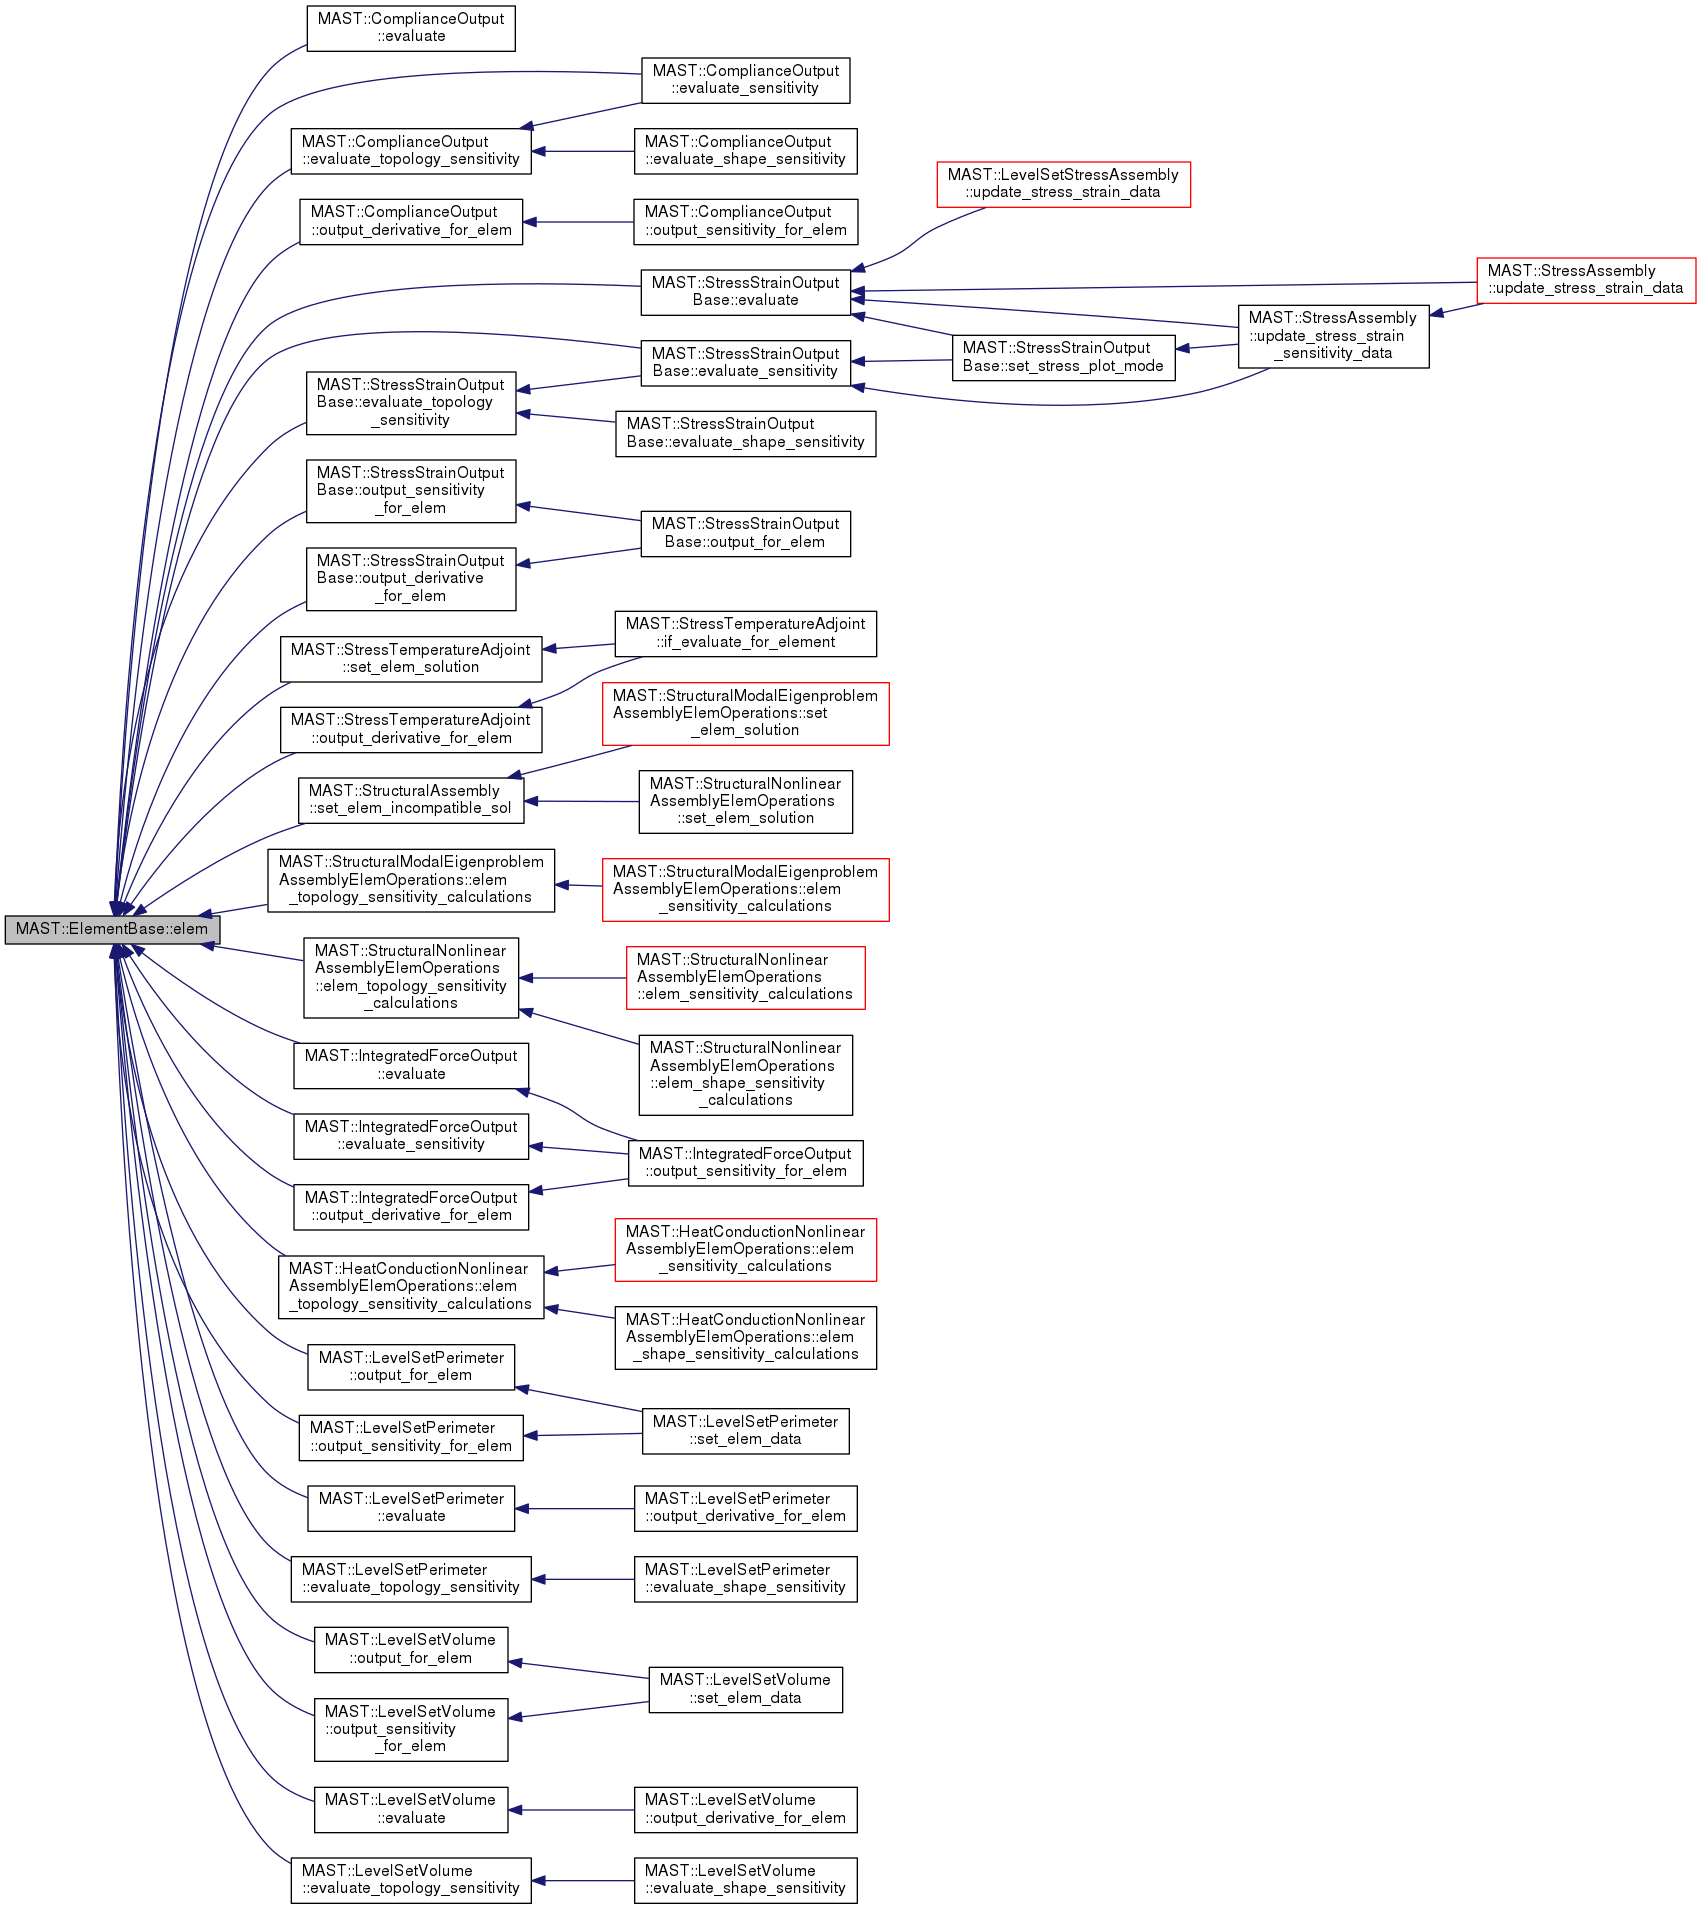 MAST::ComplianceOutput
::evaluate
MAST::ComplianceOutput
::evaluate_sensitivity
MAST::ComplianceOutput
::evaluate_topology_sensitivity
MAST::ComplianceOutput
::evaluate_shape_sensitivity
MAST::ComplianceOutput
::output_derivative_for_elem
MAST::ComplianceOutput
::output_sensitivity_for_elem
MAST::LevelSetStressAssembly
::update_stress_strain_data
MAST::StressStrainOutput
Base::evaluate
MAST::StressAssembly
::update_stress_strain_data
MAST::StressAssembly
::update_stress_strain
_sensitivity_data
MAST::StressStrainOutput
Base::evaluate_sensitivity
MAST::StressStrainOutput
Base::set_stress_plot_mode
MAST::StressStrainOutput
Base::evaluate_topology
_sensitivity
MAST::StressStrainOutput
Base::evaluate_shape_sensitivity
MAST::StressStrainOutput
Base::output_sensitivity
_for_elem
MAST::StressStrainOutput
Base::output_for_elem
MAST::StressStrainOutput
Base::output_derivative
_for_elem
MAST::StressTemperatureAdjoint
::set_elem_solution
MAST::StressTemperatureAdjoint
::if_evaluate_for_element
MAST::StressTemperatureAdjoint
::output_derivative_for_elem
MAST::StructuralModalEigenproblem
AssemblyElemOperations::set
_elem_solution
MAST::StructuralAssembly
::set_elem_incompatible_sol
MAST::StructuralNonlinear
AssemblyElemOperations
::set_elem_solution
MAST::StructuralModalEigenproblem
AssemblyElemOperations::elem
_topology_sensitivity_calculations
MAST::StructuralModalEigenproblem
AssemblyElemOperations::elem
_sensitivity_calculations
MAST::ElementBase::elem
MAST::StructuralNonlinear
AssemblyElemOperations
::elem_topology_sensitivity
_calculations
MAST::StructuralNonlinear
AssemblyElemOperations
::elem_sensitivity_calculations
MAST::StructuralNonlinear
AssemblyElemOperations
::elem_shape_sensitivity
_calculations
MAST::IntegratedForceOutput
::evaluate
MAST::IntegratedForceOutput
::evaluate_sensitivity
MAST::IntegratedForceOutput
::output_sensitivity_for_elem
MAST::IntegratedForceOutput
::output_derivative_for_elem
MAST::HeatConductionNonlinear
AssemblyElemOperations::elem
_sensitivity_calculations
MAST::HeatConductionNonlinear
AssemblyElemOperations::elem
_topology_sensitivity_calculations
MAST::HeatConductionNonlinear
AssemblyElemOperations::elem
_shape_sensitivity_calculations
MAST::LevelSetPerimeter
::output_for_elem
MAST::LevelSetPerimeter
::set_elem_data
MAST::LevelSetPerimeter
::output_sensitivity_for_elem
MAST::LevelSetPerimeter
::evaluate
MAST::LevelSetPerimeter
::output_derivative_for_elem
MAST::LevelSetPerimeter
::evaluate_topology_sensitivity
MAST::LevelSetPerimeter
::evaluate_shape_sensitivity
MAST::LevelSetVolume
::output_for_elem
MAST::LevelSetVolume
::set_elem_data
MAST::LevelSetVolume
::output_sensitivity
_for_elem
MAST::LevelSetVolume
::evaluate
MAST::LevelSetVolume
::output_derivative_for_elem
MAST::LevelSetVolume
::evaluate_topology_sensitivity
MAST::LevelSetVolume
::evaluate_shape_sensitivity